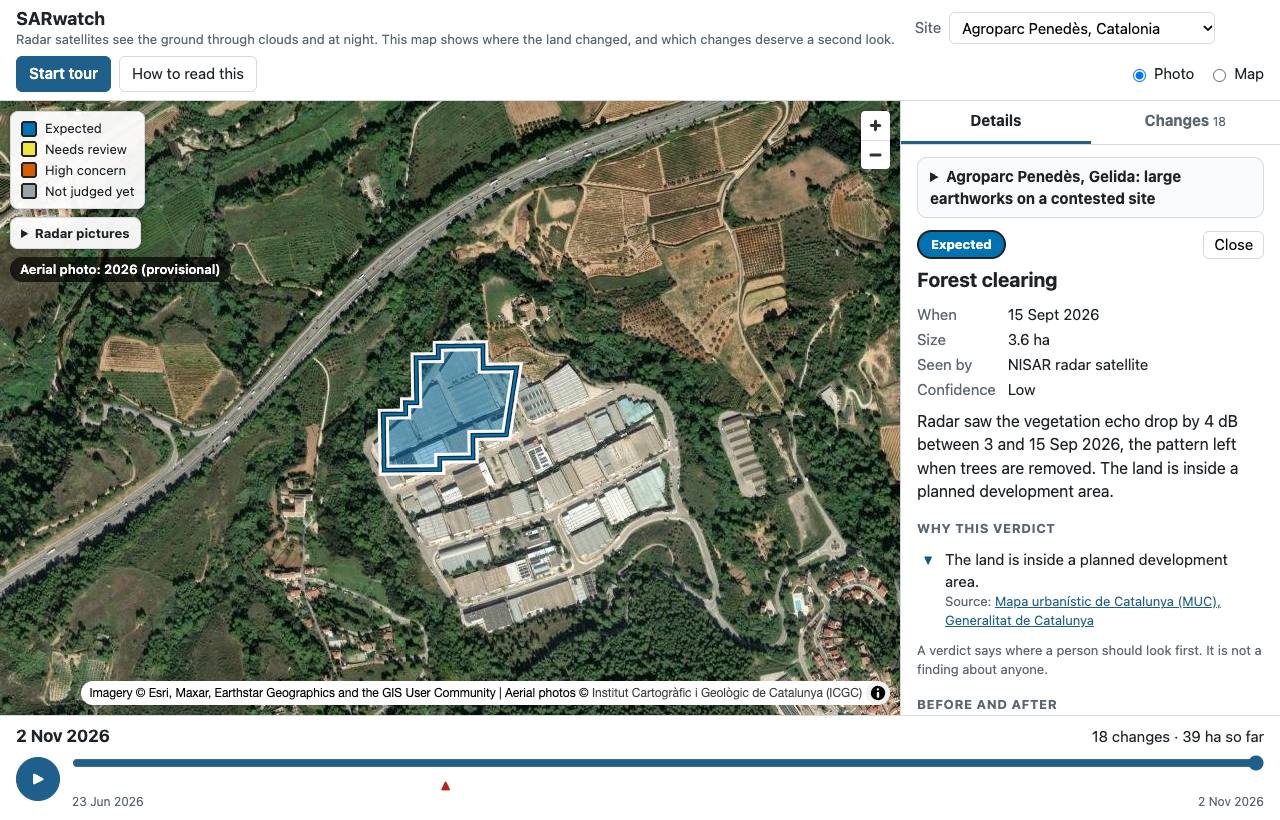 SARwatch
Radar satellites see the ground through clouds and at night. This map shows where the land changed, and which changes deserve a second look.
Site
Agroparc Penedès, Catalonia
Start tour
How to read this
Photo
Map
Expected
Needs review
High concern
Not judged yet
Radar pictures
Aerial photo: 2026 (provisional)
+
−
Imagery © Esri, Maxar, Earthstar Geographics and the GIS User Community | Aerial photos © Institut Cartogràfic i Geològic de Catalunya (ICGC)
Details
Changes 18
Agroparc Penedès, Gelida: large
earthworks on a contested site
Expected
Close
Forest clearing
When 15 Sept 2026
Size 3.6 ha
Seen by NISAR radar satellite
Confidence Low
Radar saw the vegetation echo drop by 4 dB
between 3 and 15 Sep 2026, the pattern left
when trees are removed. The land is inside a
planned development area.
WHY THIS VERDICT
The land is inside a planned development
area.
Source: Mapa urbanístic de Catalunya (MUC),
Generalitat de Catalunya
A verdict says where a person should look first. It is not a
finding about anyone.
BEFORE AND AFTER
2 Nov 2026
18 changes · 39 ha so far
23 Jun 2026
2 Nov 2026